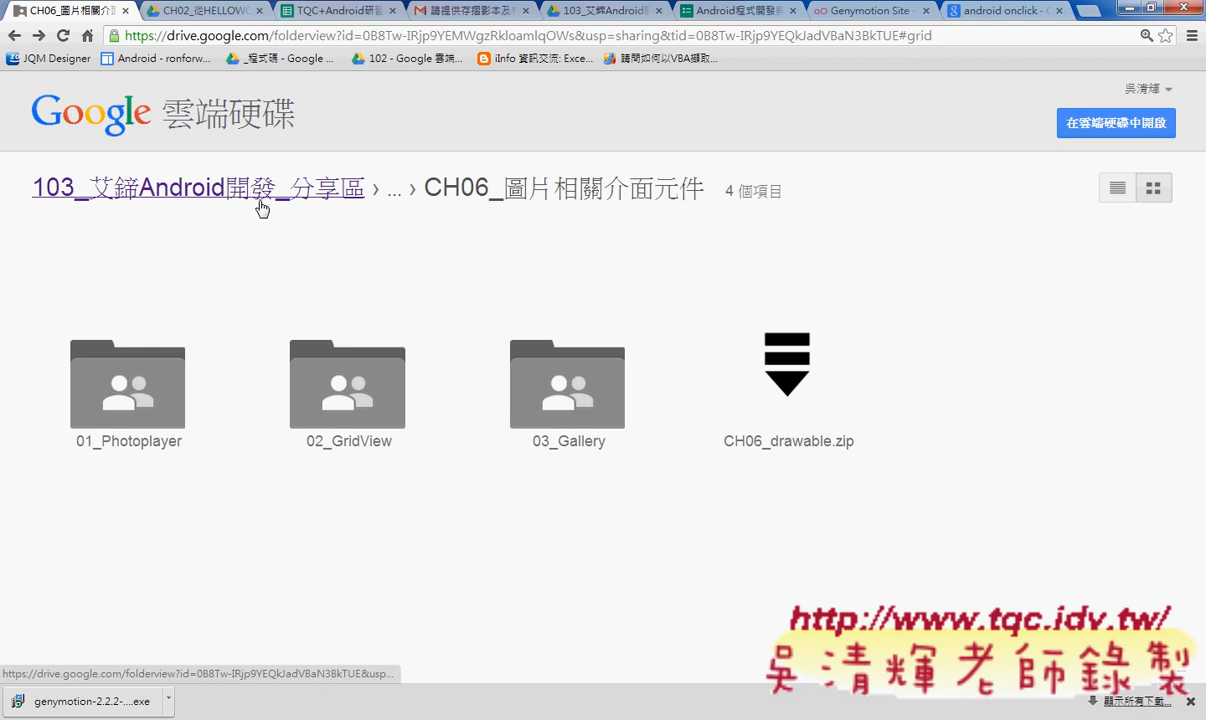 CH06_圖片相關介面
CH02_從HELLOWO
TQC+Android研習
請提供存摺影本及相
103_艾鍗Android開
Android程式開發與
Genymotion Site -
android onclick - G
https://drive.google.com/folderview?id=0B8Tw-IRjp9YEMWgzRkloamIqOWs&usp=sharing&tid=0B8Tw-IRjp9YEQkJadVBaN3BkTUE#grid
JQM Designer
Android - ronforw...
_程式碼 - Google ...
102 - Google 雲端...
iInfo 資訊交流: Exce...
請問如何以VBA擷取...
吳清輝
Google 雲端硬碟
在雲端硬碟中開啟
103_艾鍗Android開發_分享區 › ... › CH06_圖片相關介面元件 4 個項目
01_Photoplayer
02_GridView
03_Gallery
CH06_drawable.zip
http://www.tqc.idv.tw/
吳清輝老師錄製
https://drive.google.com/folderview?id=0B8Tw-IRjp9YEQkJadVBaN3BkTUE&usp...
genymotion-2.2.2-....exe
顯示所有下載...